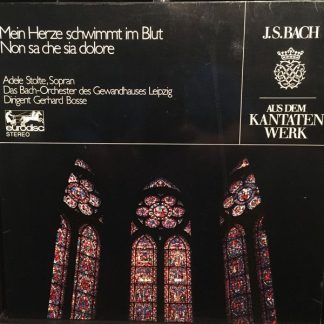 Mein Herze schwimmt im Blut
Non sa che sia dolore
Adele Stolte, Sopran
Das Bach-Orchester des Gewandhauses Leipzig
Dirigent Gerhard Bosse
eurodisc
STEREO
J.S. BACH
AUS DEM
KANTATEN
WERK